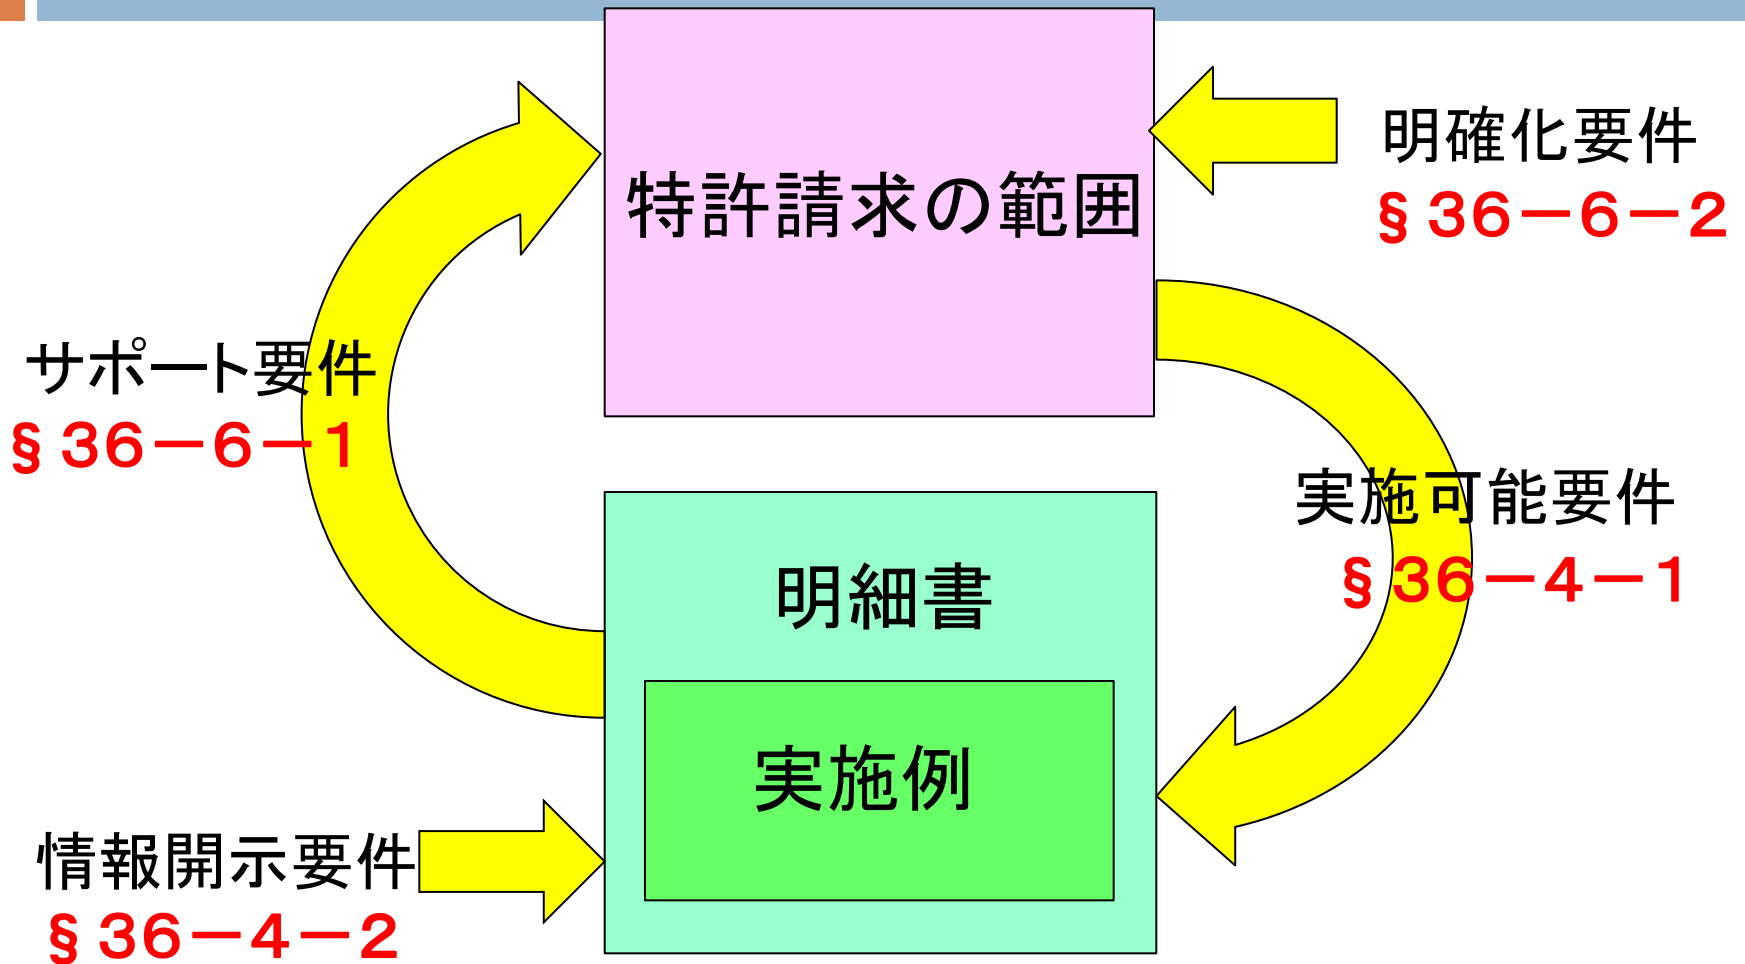 特許請求の範囲
明確化要件
§36－6－2
サポート要件
§36－6－1
実施可能要件
§36－4－1
明細書
実施例
情報開示要件
§36－4－2